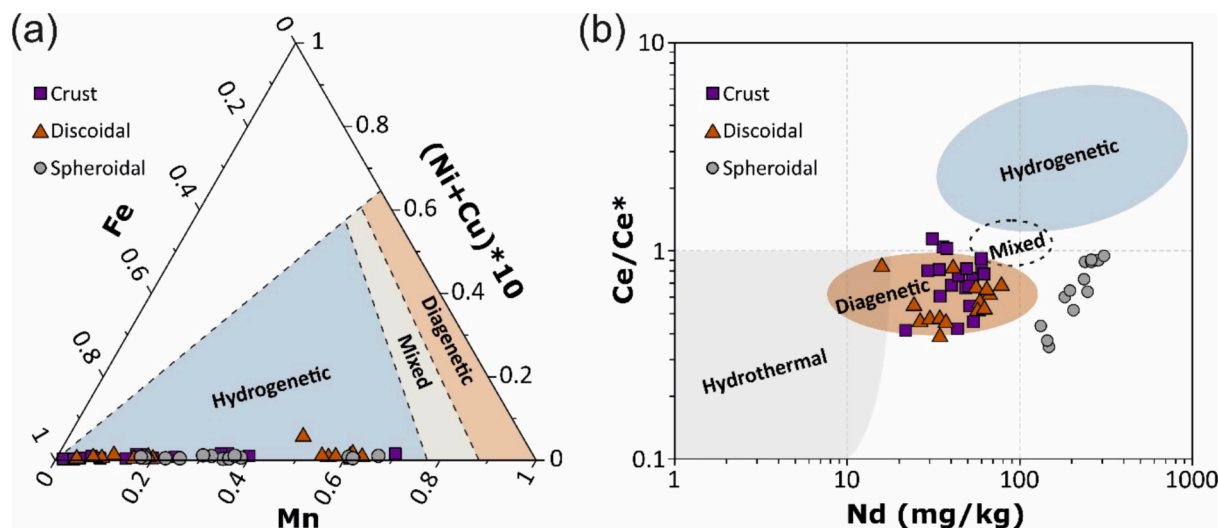 (a)
Crust
Discoidal
Spheroidal
0
0.2
0.4
0.6
0.8
1
Fe
1
0.8
0.6
0.4
0.2
0
(Ni+Cu)*10
Hydrogenetic
Mixed
Diagenetic
0
0.2
0.4
0.6
0.8
1
Mn
(b)
Crust
Discoidal
Spheroidal
10
1
0.1
Ce/Ce*
Hydrogenetic
Mixed
Diagenetic
Hydrothermal
1
10
100
1000
Nd (mg/kg)